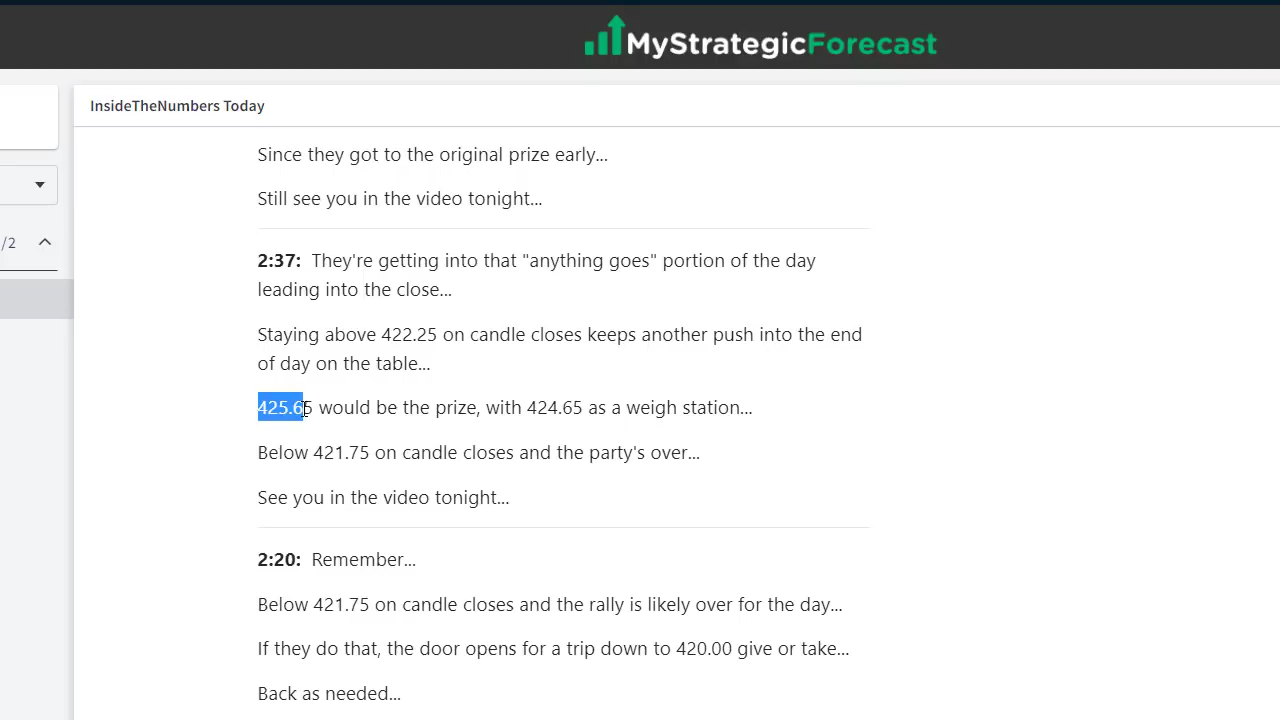 MyStrategicForecast
InsideTheNumbers Today
/2
Since they got to the original prize early...
Still see you in the video tonight...
2:37: They're getting into that "anything goes" portion of the day
leading into the close...
Staying above 422.25 on candle closes keeps another push into the end
of day on the table...
425.65 would be the prize, with 424.65 as a weigh station...
Below 421.75 on candle closes and the party's over...
See you in the video tonight...
2:20: Remember...
Below 421.75 on candle closes and the rally is likely over for the day...
If they do that, the door opens for a trip down to 420.00 give or take...
Back as needed...